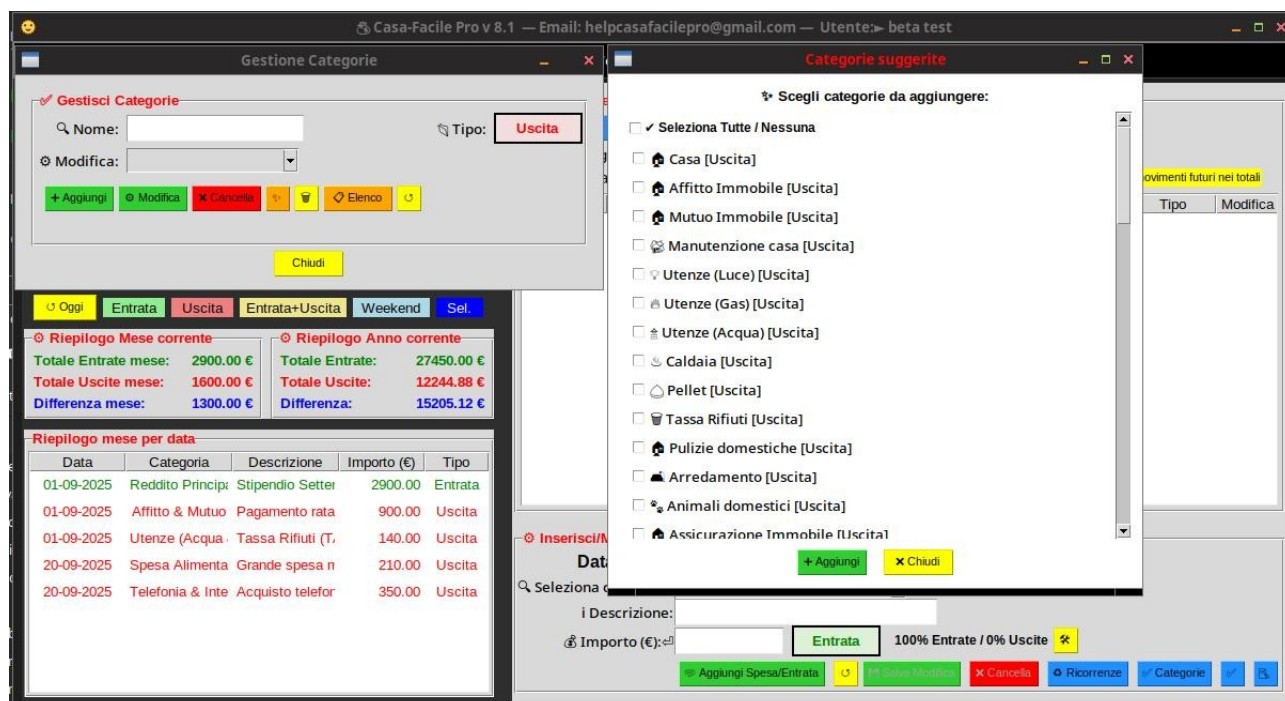 Casa-Facile Pro v 8.1 — Email: helpcasafacilepro@gmail.com — Utente:► beta test
Gestione Categorie
Gestisci Categorie
Nome:
Tipo:
Uscita
Modifica:
+ Aggiungi
Modifica
Cancella
Elenco
Chiudi
Categorie suggerite
Scegli categorie da aggiungere:
✔ Seleziona Tutte / Nessuna
Casa [Uscita]
Affitto Immobile [Uscita]
Mutuo Immobile [Uscita]
Manutenzione casa [Uscita]
Utenze (Luce) [Uscita]
Utenze (Gas) [Uscita]
Utenze (Acqua) [Uscita]
Caldaia [Uscita]
Pellet [Uscita]
Tassa Rifiuti [Uscita]
Pulizie domestiche [Uscita]
Arredamento [Uscita]
Animali domestici [Uscita]
Assicurazione Immobile [Uscita]
+ Aggiungi
Chiudi
ovimenti futuri nei totali
Tipo Modifica
Oggi Entrata Uscita Entrata+Uscita Weekend Sel.
Riepilogo Mese corrente
Totale Entrate mese: 2900.00 €
Totale Uscite mese: 1600.00 €
Differenza mese: 1300.00 €
Riepilogo Anno corrente
Totale Entrate: 27450.00 €
Totale Uscite: 12244.88 €
Differenza: 15205.12 €
Riepilogo mese per data
Data Categoria Descrizione Importo (€) Tipo
01-09-2025 Reddito Principa Stipendio Setter 2900.00 Entrata
01-09-2025 Affitto & Mutuo Pagamento rata 900.00 Uscita
01-09-2025 Utenze (Acqua Tassa Rifiuti (T 140.00 Uscita
20-09-2025 Spesa Alimenta Grande spesa n 210.00 Uscita
20-09-2025 Telefonia & Inte Acquisto telefor 350.00 Uscita
Inserisci/M
Data
Seleziona c
i Descrizione:
Importo (€):
Entrata
100% Entrate / 0% Uscite
Aggiungi Spesa/Entrata
Salva Modifica
Cancella
Ricorrenze
Categorie